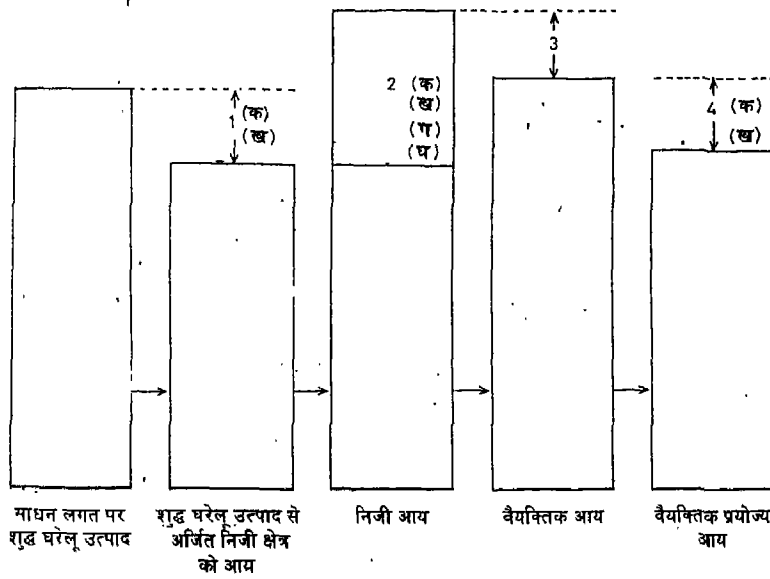 3
2 (क)
(ख)
(ग)
(घ)
1 (क)
(ख)
4 (क)
(ख)
साधन लगत पर
शुद्ध घरेलू उत्पाद
शुद्ध घरेलू उत्पाद से
अर्जित निजी क्षेत्र
को आय
निजी आय
वैयक्तिक आय
वैयक्तिक प्रयोज्य
आय